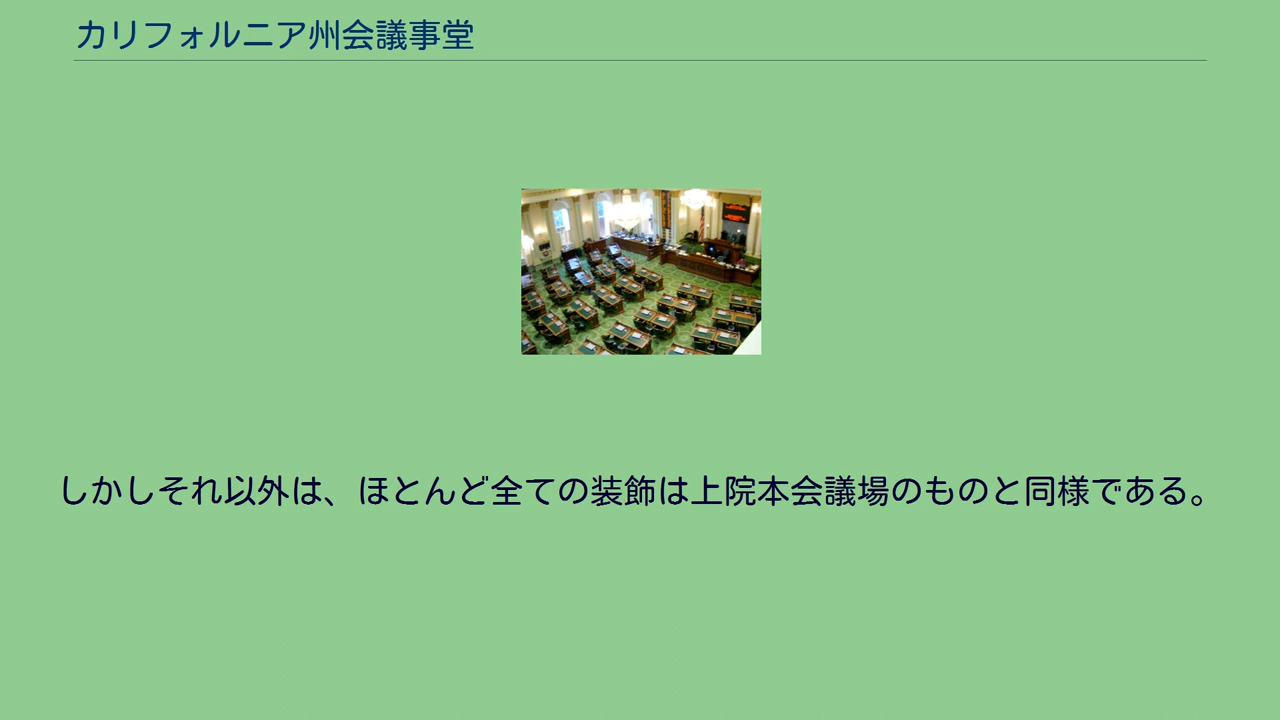 カリフォルニア州会議事堂
しかしそれ以外は、ほとんど全ての装飾は上院本会議場のものと同様である。